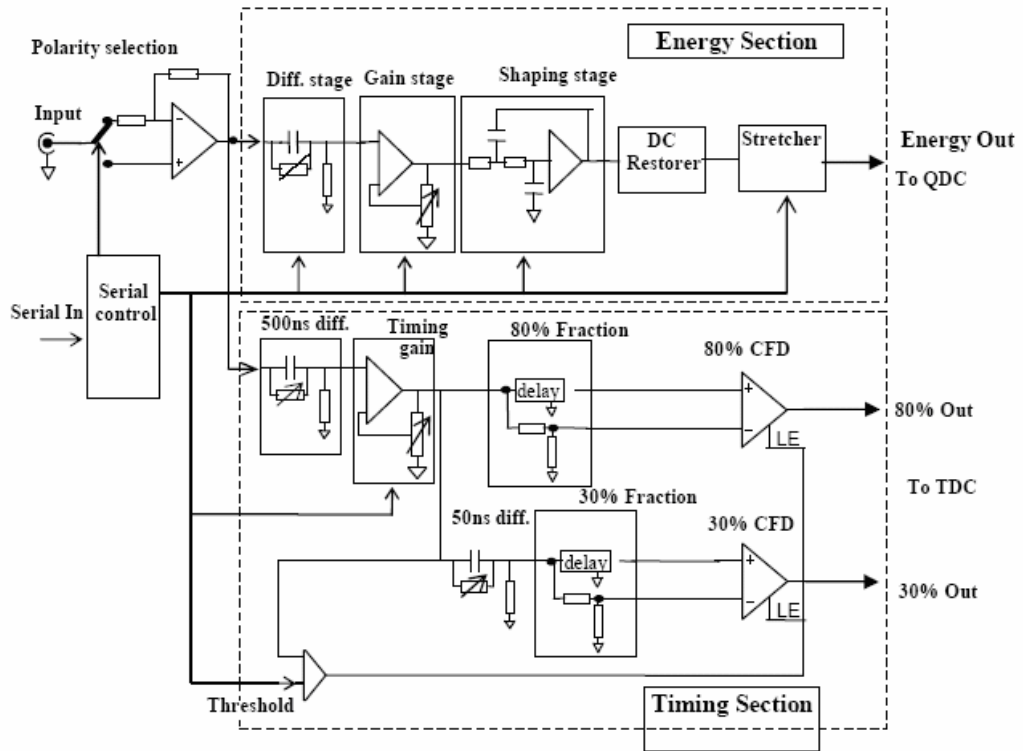 Energy Section
Polarity selection
Diff. stage
Gain stage
Shaping stage
Input
−
+
DC
Restorer
Stretcher
Energy Out
To QDC
Serial In
Serial
control
500ns diff.
Timing
gain
80% Fraction
80% CFD
delay
+
−
LE
80% Out
To TDC
50ns diff.
30% Fraction
30% CFD
delay
+
−
LE
30% Out
Threshold
Timing Section